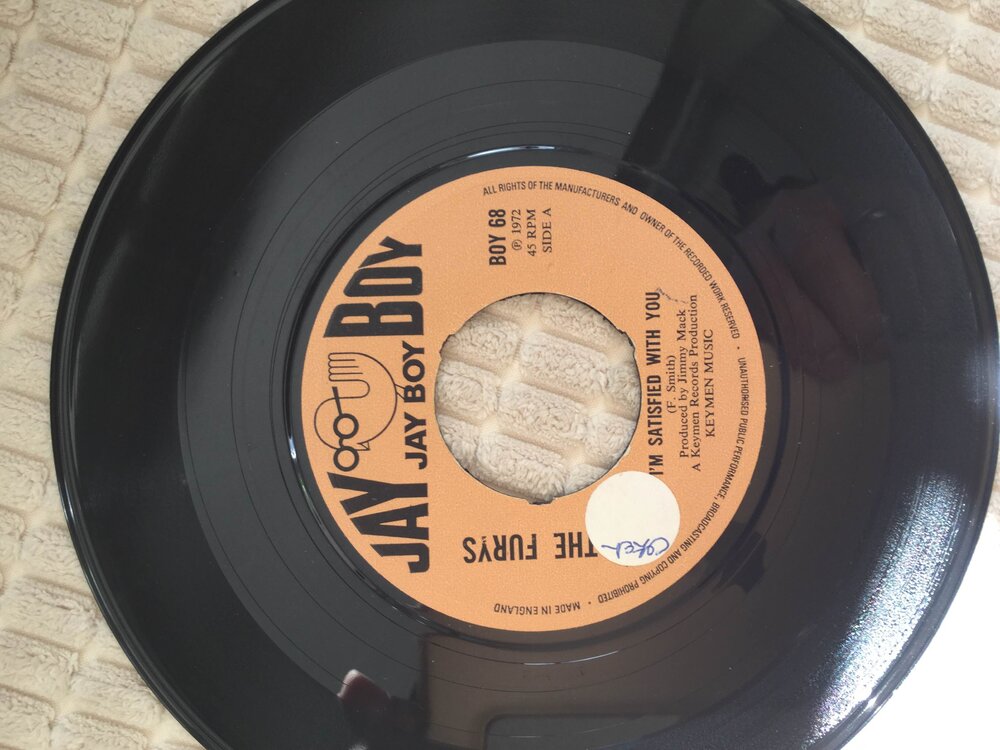 JAY BOY
JAY BOY
BOY 68
℗ 1972
45 RPM
SIDE A
THE FURYS
I'M SATISFIED WITH YOU
(F. Smith)
Produced by Jimmy Mack
A Keymen Records Production
KEYMEN MUSIC
ALL RIGHTS OF THE MANUFACTURERS AND OWNER OF THE RECORDED WORK RESERVED • UNAUTHORISED PUBLIC PERFORMANCE, BROADCASTING AND COPYING PROHIBITED • MADE IN ENGLAND